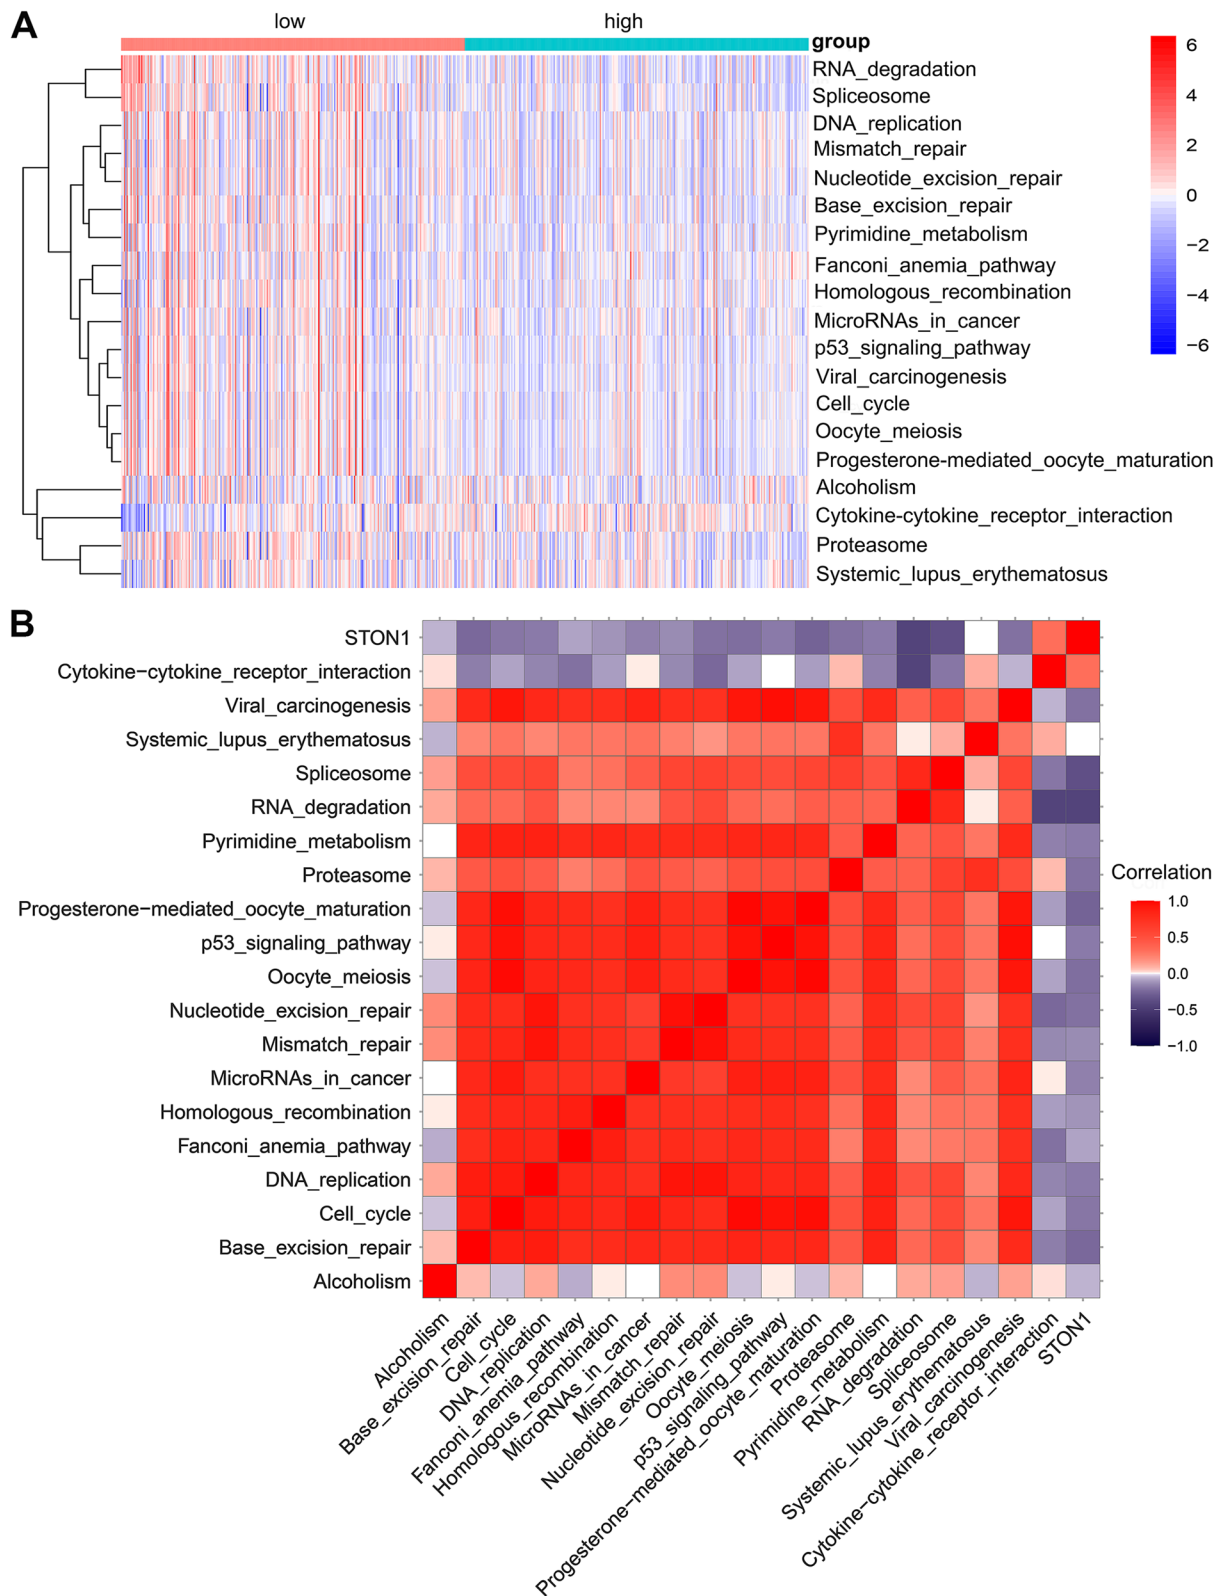 A
low high
group
RNA_degradation
Spliceosome
DNA_replication
Mismatch_repair
Nucleotide_excision_repair
Base_excision_repair
Pyrimidine_metabolism
Fanconi_anemia_pathway
Homologous_recombination
MicroRNAs_in_cancer
p53_signaling_pathway
Viral_carcinogenesis
Cell_cycle
Oocyte_meiosis
Progesterone-mediated_oocyte_maturation
Alcoholism
Cytokine-cytokine_receptor_interaction
Proteasome
Systemic_lupus_erythematosus
6
4
2
0
−2
−4
−6
B
STON1
Cytokine−cytokine_receptor_interaction
Viral_carcinogenesis
Systemic_lupus_erythematosus
Spliceosome
RNA_degradation
Pyrimidine_metabolism
Proteasome
Progesterone−mediated_oocyte_maturation
p53_signaling_pathway
Oocyte_meiosis
Nucleotide_excision_repair
Mismatch_repair
MicroRNAs_in_cancer
Homologous_recombination
Fanconi_anemia_pathway
DNA_replication
Cell_cycle
Base_excision_repair
Alcoholism
Alcoholism
Base_excision_repair
Cell_cycle
DNA_replication
Fanconi_anemia_pathway
Homologous_recombination
MicroRNAs_in_cancer
Mismatch_repair
Nucleotide_excision_repair
Oocyte_meiosis
p53_signaling_pathway
Progesterone−mediated_oocyte_maturation
Proteasome
Pyrimidine_metabolism
RNA_degradation
Spliceosome
Systemic_lupus_erythematosus
Viral_carcinogenesis
Cytokine−cytokine_receptor_interaction
STON1
Correlation
1.0
0.5
0.0
−0.5
−1.0